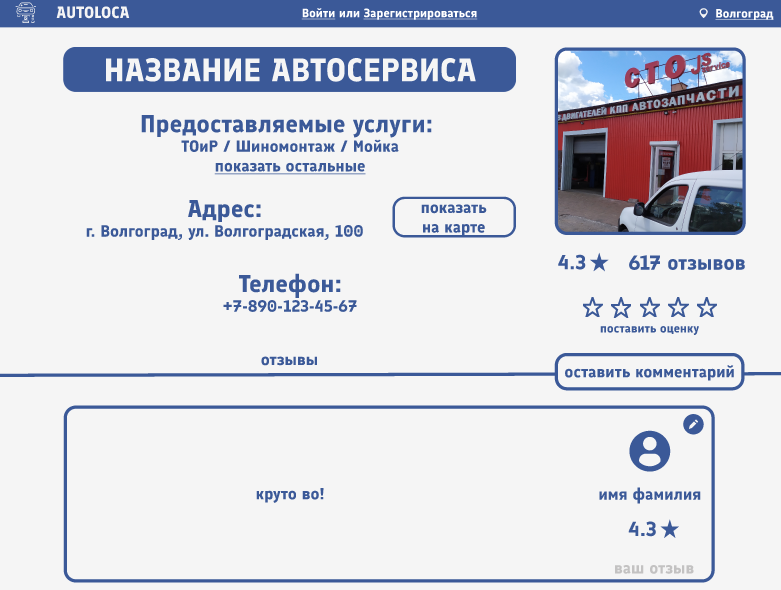 AUTOLOCA
Войти или Зарегистрироваться
Волгоград
НАЗВАНИЕ АВТОСЕРВИСА
Предоставляемые услуги:
ТОиР / Шиномонтаж / Мойка
показать остальные
Адрес:
г. Волгоград, ул. Волгоградская, 100
показать
на карте
Телефон:
+7-890-123-45-67
СТО JS
service
ДВИГАТЕЛЕЙ КПП АВТОЗАПЧАСТИ
4.3
617 отзывов
поставить оценку
отзывы
оставить комментарий
круто во!
имя фамилия
4.3
ваш отзыв